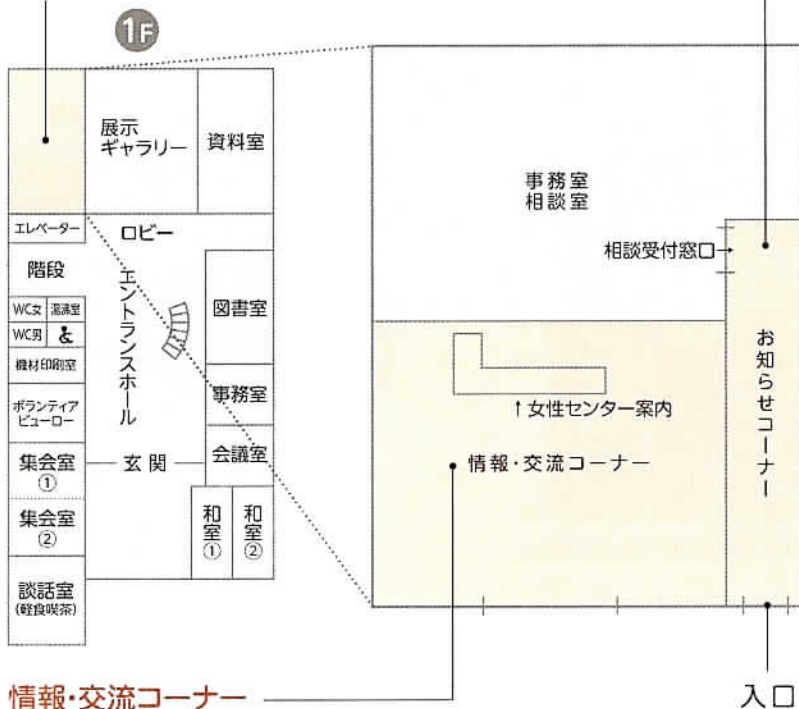 1F
展示
ギャラリー
資料室
エレベーター
ロビー
階段
エントランスホール
WC女
湯沸室
WC男
図書室
機材印刷室
ボランティア
ビューロー
事務室
集会室
①
玄関
会議室
集会室
②
和室①
和室②
談話室
(軽食喫茶)
事務室
相談室
相談受付窓口→
お知らせコーナー
↑女性センター案内
情報・交流コーナー
情報・交流コーナー
入口